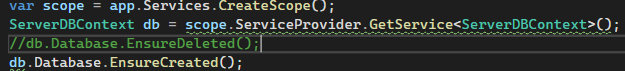 var scope = app.Services.CreateScope();
ServerDBContext db = scope.ServiceProvider.GetService<ServerDBContext>();
//db.Database.EnsureDeleted();
db.Database.EnsureCreated();